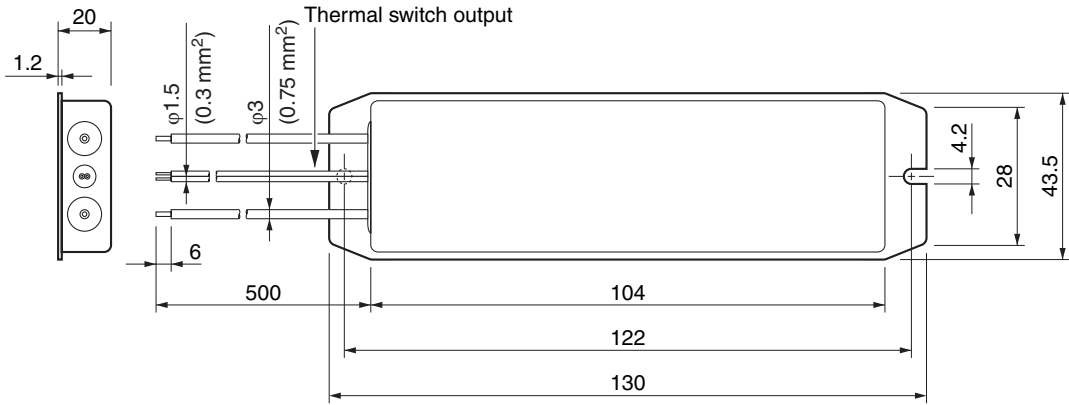 Thermal switch output
20
1.2
φ1.5
(0.3 mm²)
φ3
(0.75 mm²)
4.2
28
43.5
6
500
104
122
130